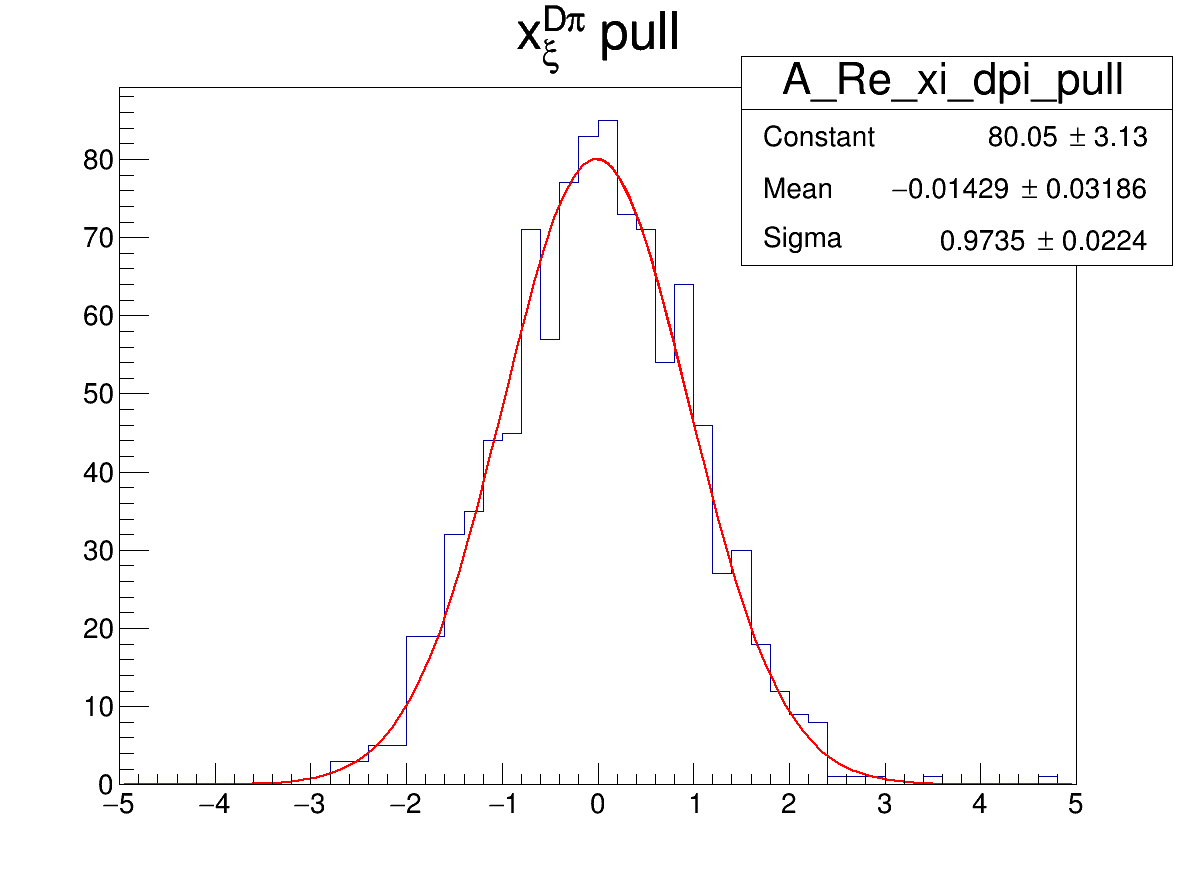 x_ξ^Dπ pull
A_Re_xi_dpi_pull
Constant 80.05 ± 3.13
Mean −0.01429 ± 0.03186
Sigma 0.9735 ± 0.0224
80
70
60
50
40
30
20
10
0
−5 −4 −3 −2 −1 0 1 2 3 4 5